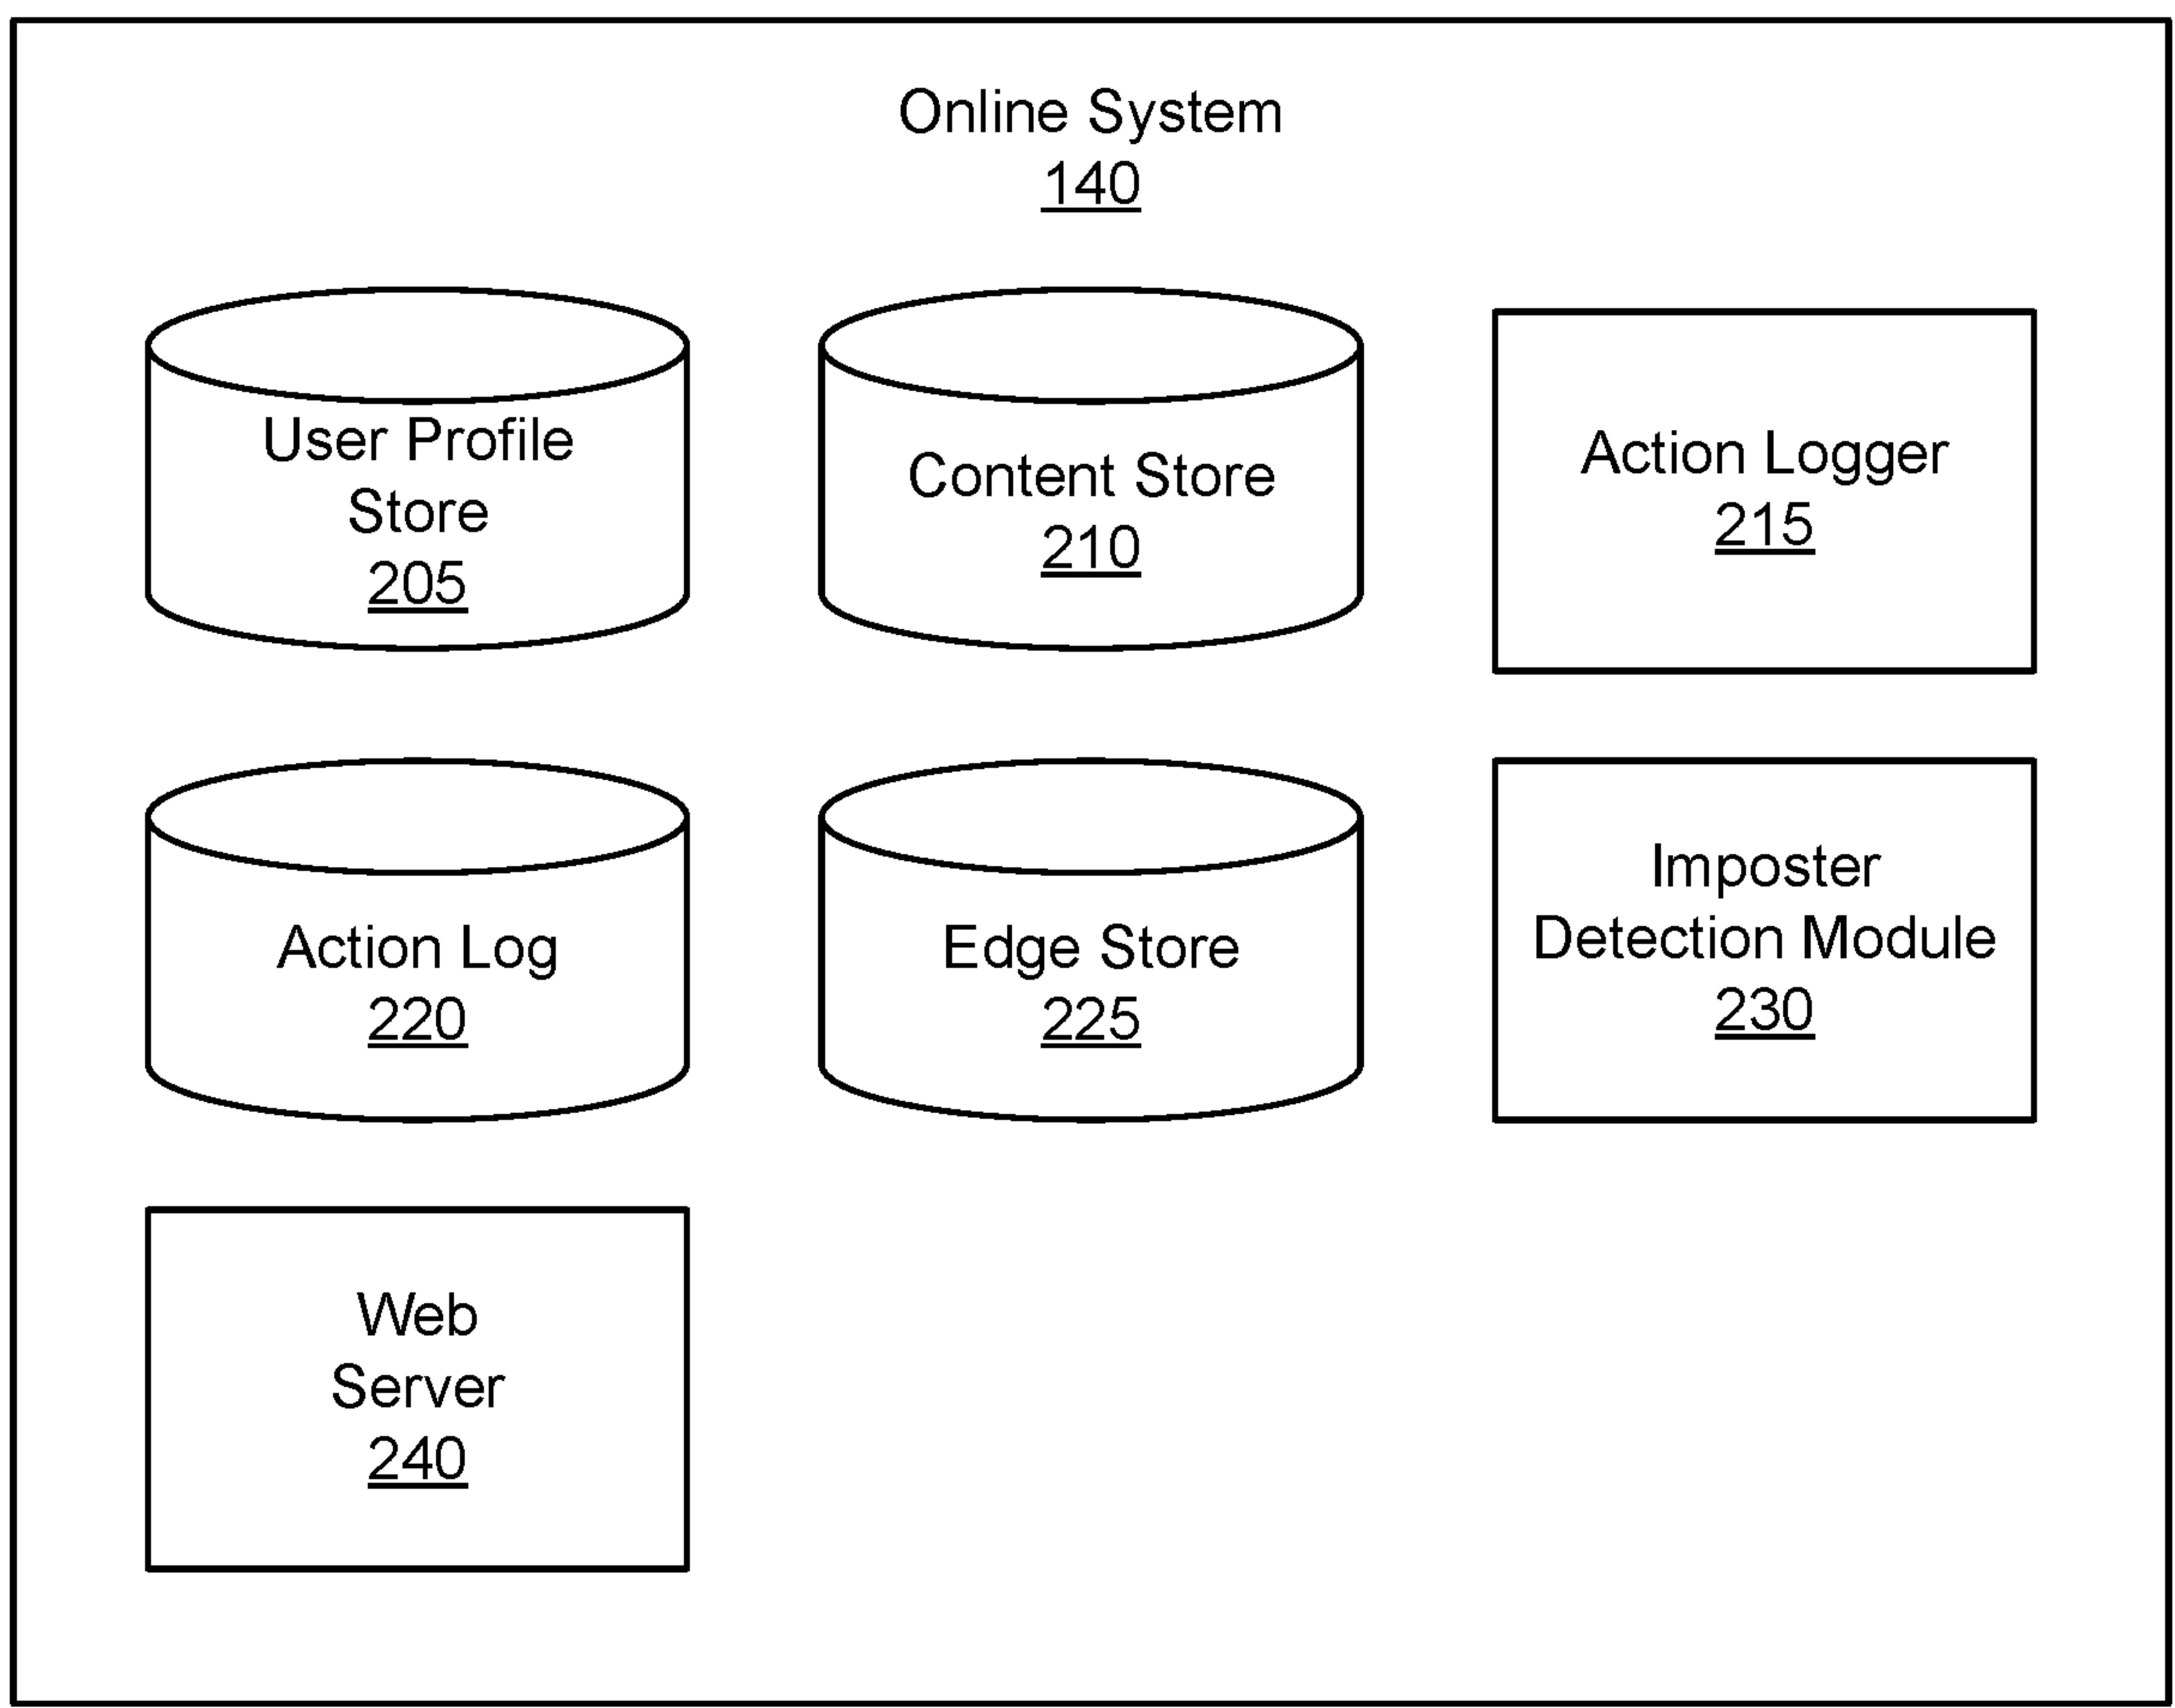 Online System
140
User Profile
Store
205
Content Store
210
Action Logger
215
Action Log
220
Edge Store
225
Imposter
Detection Module
230
Web
Server
240